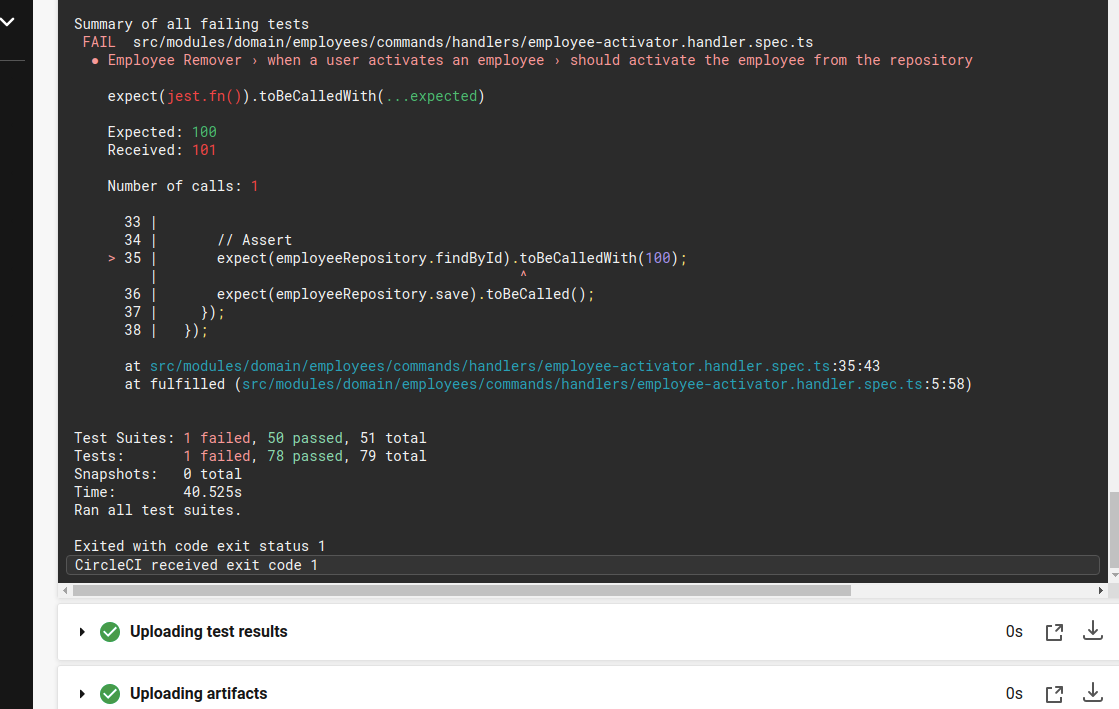 Summary of all failing tests
FAIL src/modules/domain/employees/commands/handlers/employee-activator.handler.spec.ts
● Employee Remover › when a user activates an employee › should activate the employee from the repository
expect(jest.fn()).toBeCalledWith(...expected)
Expected: 100
Received: 101
Number of calls: 1
33 |
34 |       // Assert
> 35 |       expect(employeeRepository.findById).toBeCalledWith(100);
|                                           ^
36 |       expect(employeeRepository.save).toBeCalled();
37 |     });
38 |   });
at src/modules/domain/employees/commands/handlers/employee-activator.handler.spec.ts:35:43
at fulfilled (src/modules/domain/employees/commands/handlers/employee-activator.handler.spec.ts:5:58)
Test Suites: 1 failed, 50 passed, 51 total
Tests:       1 failed, 78 passed, 79 total
Snapshots:   0 total
Time:        40.525s
Ran all test suites.
Exited with code exit status 1
CircleCI received exit code 1
Uploading test results 0s
Uploading artifacts 0s